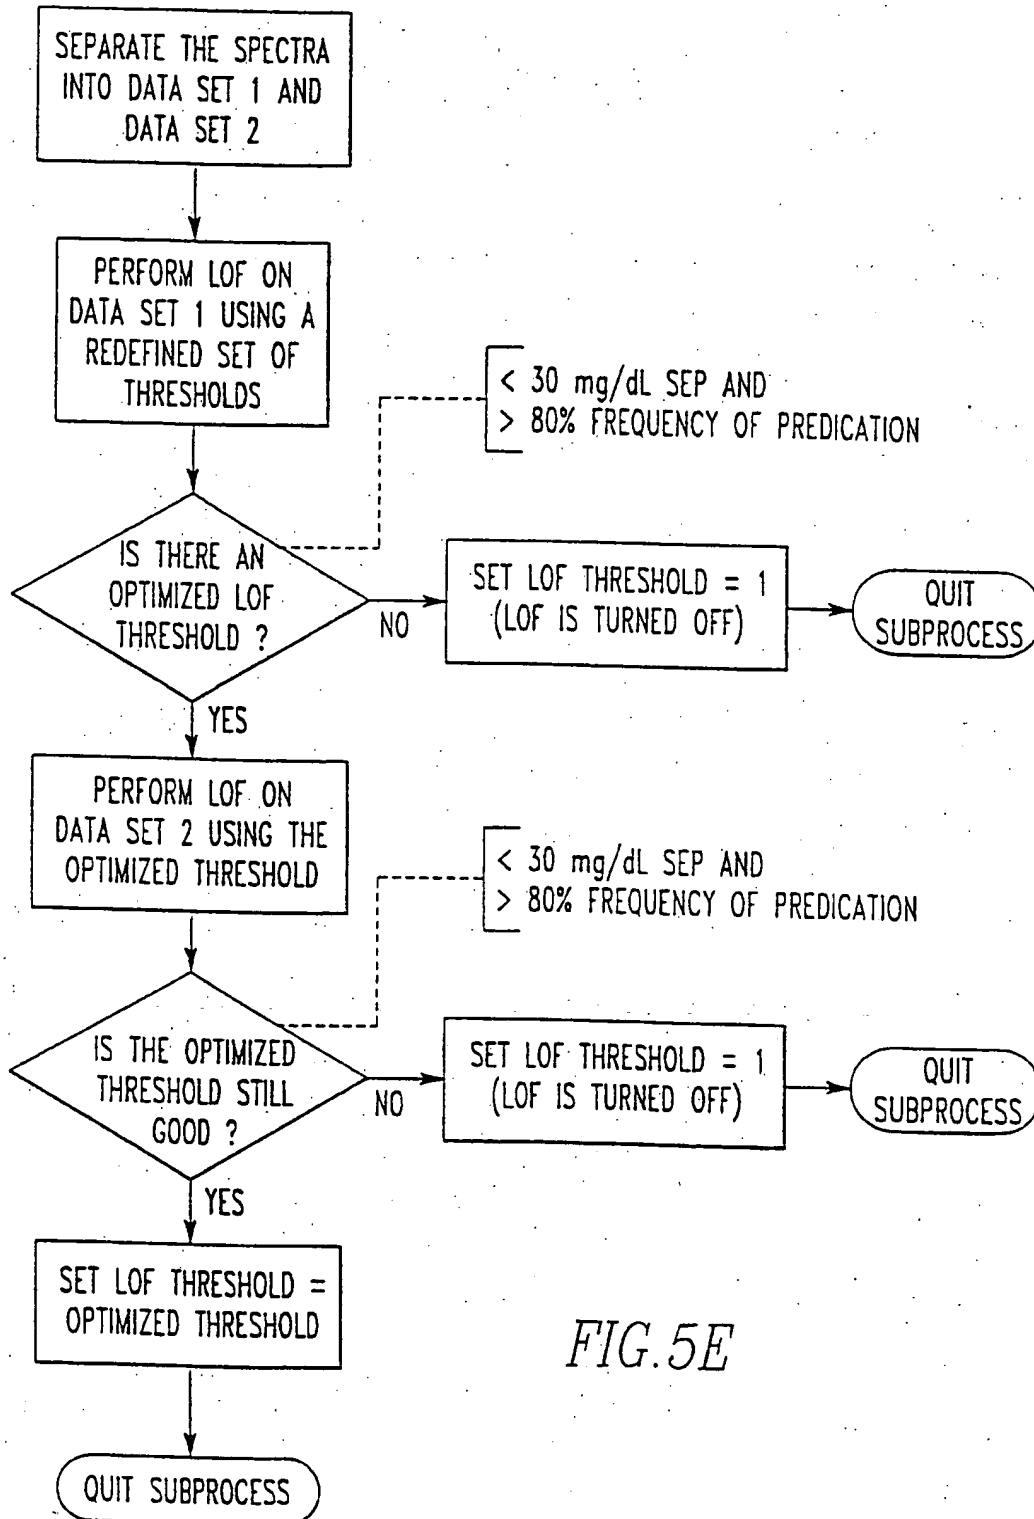 SEPARATE THE SPECTRA
INTO DATA SET 1 AND
DATA SET 2
PERFORM LOF ON
DATA SET 1 USING A
REDEFINED SET OF
THRESHOLDS
< 30 mg/dL SEP AND
> 80% FREQUENCY OF PREDICATION
IS THERE AN
OPTIMIZED LOF
THRESHOLD ?
NO
SET LOF THRESHOLD = 1
(LOF IS TURNED OFF)
QUIT
SUBPROCESS
YES
PERFORM LOF ON
DATA SET 2 USING THE
OPTIMIZED THRESHOLD
< 30 mg/dL SEP AND
> 80% FREQUENCY OF PREDICATION
IS THE OPTIMIZED
THRESHOLD STILL
GOOD ?
NO
SET LOF THRESHOLD = 1
(LOF IS TURNED OFF)
QUIT
SUBPROCESS
YES
SET LOF THRESHOLD =
OPTIMIZED THRESHOLD
QUIT SUBPROCESS
FIG. 5E